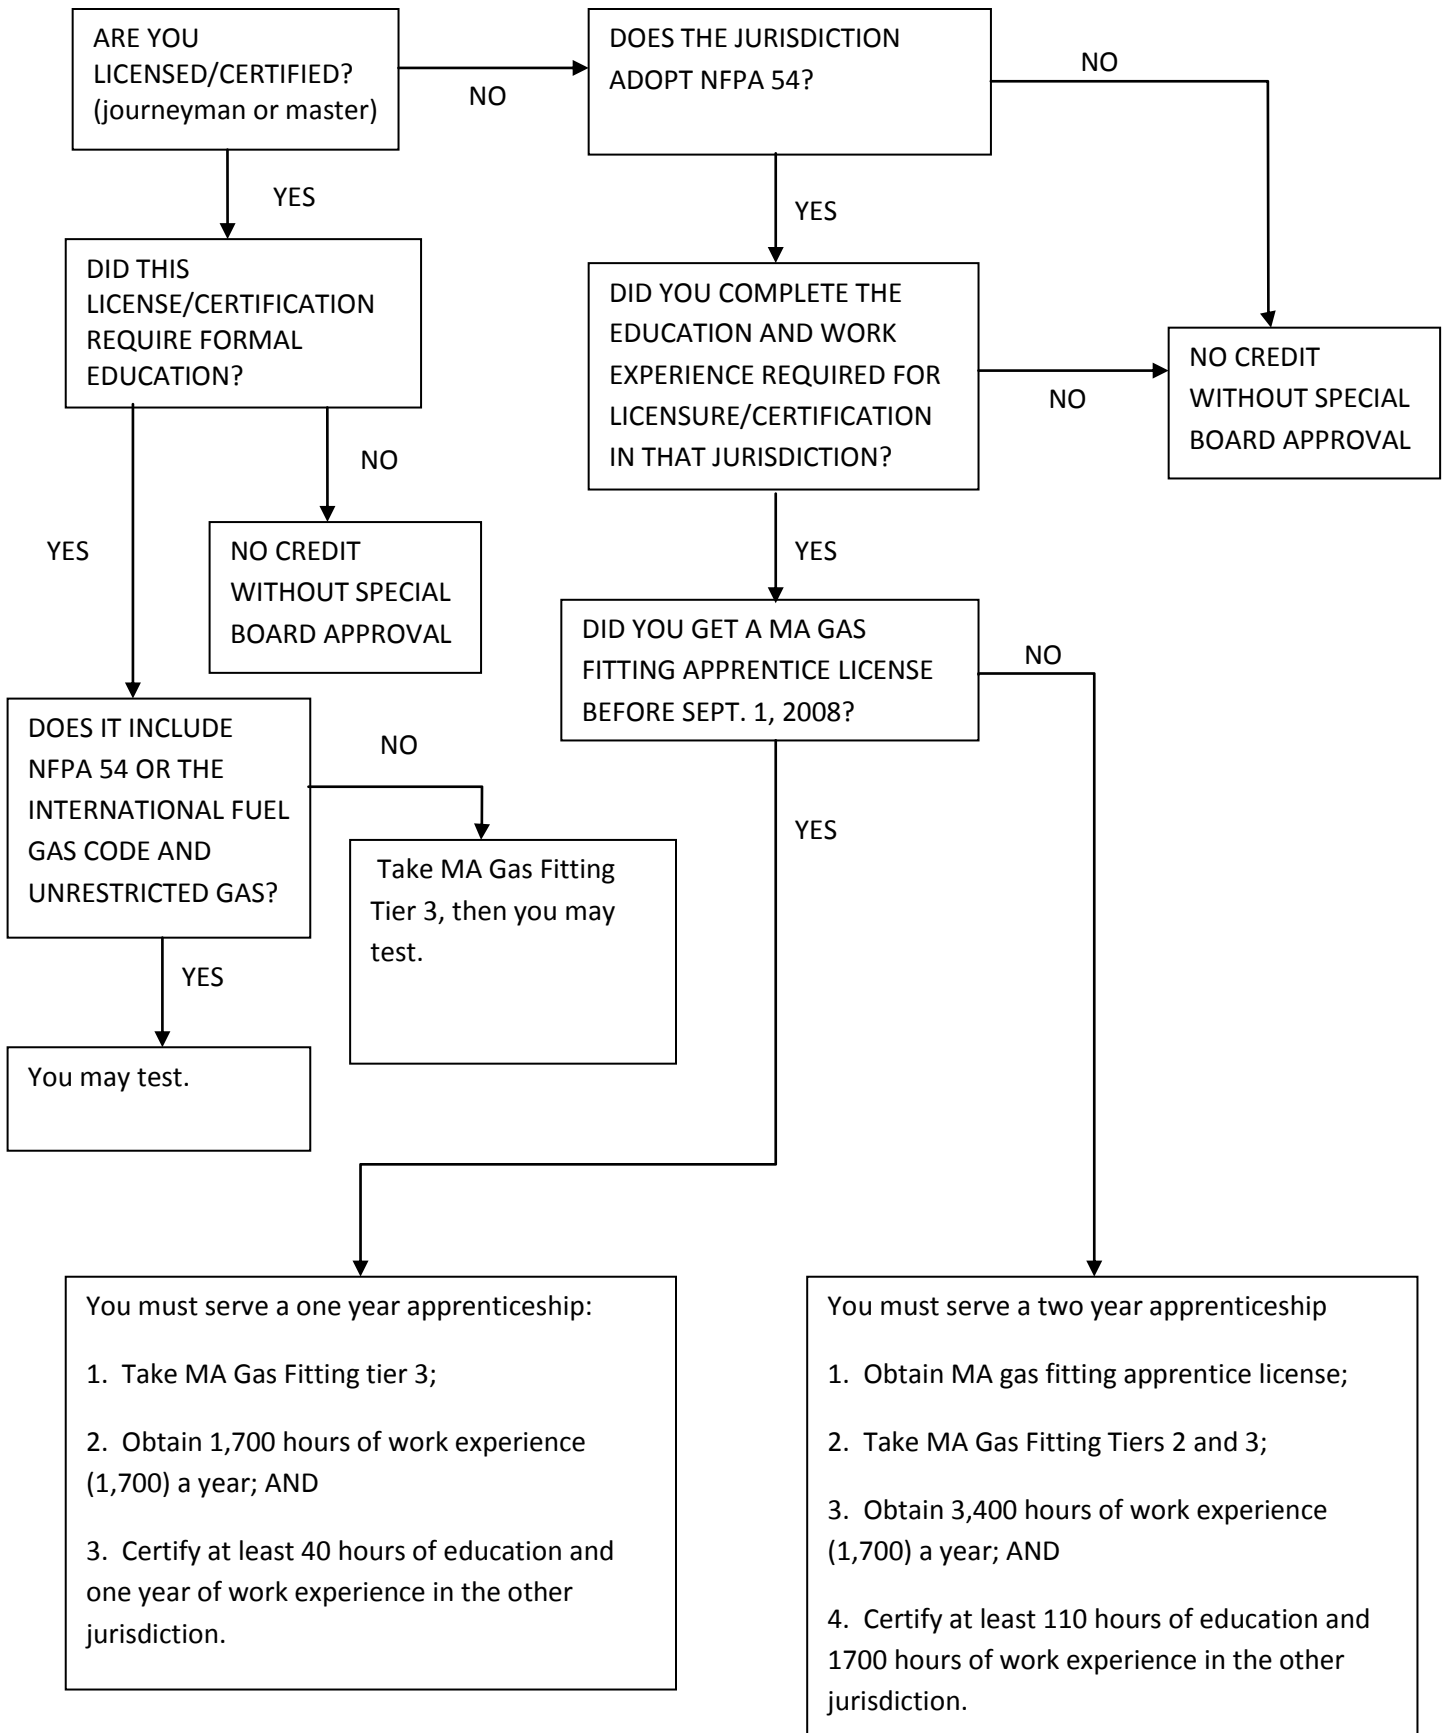 ARE YOU
LICENSED/CERTIFIED?
(journeyman or master)
NO
DOES THE JURISDICTION
ADOPT NFPA 54?
NO
YES
YES
DID THIS
LICENSE/CERTIFICATION
REQUIRE FORMAL
EDUCATION?
DID YOU COMPLETE THE
EDUCATION AND WORK
EXPERIENCE REQUIRED FOR
LICENSURE/CERTIFICATION
IN THAT JURISDICTION?
NO
NO CREDIT
WITHOUT SPECIAL
BOARD APPROVAL
NO
YES
NO CREDIT
WITHOUT SPECIAL
BOARD APPROVAL
YES
DID YOU GET A MA GAS
FITTING APPRENTICE LICENSE
BEFORE SEPT. 1, 2008?
NO
DOES IT INCLUDE
NFPA 54 OR THE
INTERNATIONAL FUEL
GAS CODE AND
UNRESTRICTED GAS?
NO
YES
Take MA Gas Fitting
Tier 3, then you may
test.
YES
You may test.
You must serve a one year apprenticeship:
1. Take MA Gas Fitting tier 3;
2. Obtain 1,700 hours of work experience
(1,700) a year; AND
3. Certify at least 40 hours of education and
one year of work experience in the other
jurisdiction.
You must serve a two year apprenticeship
1. Obtain MA gas fitting apprentice license;
2. Take MA Gas Fitting Tiers 2 and 3;
3. Obtain 3,400 hours of work experience
(1,700) a year; AND
4. Certify at least 110 hours of education and
1700 hours of work experience in the other
jurisdiction.